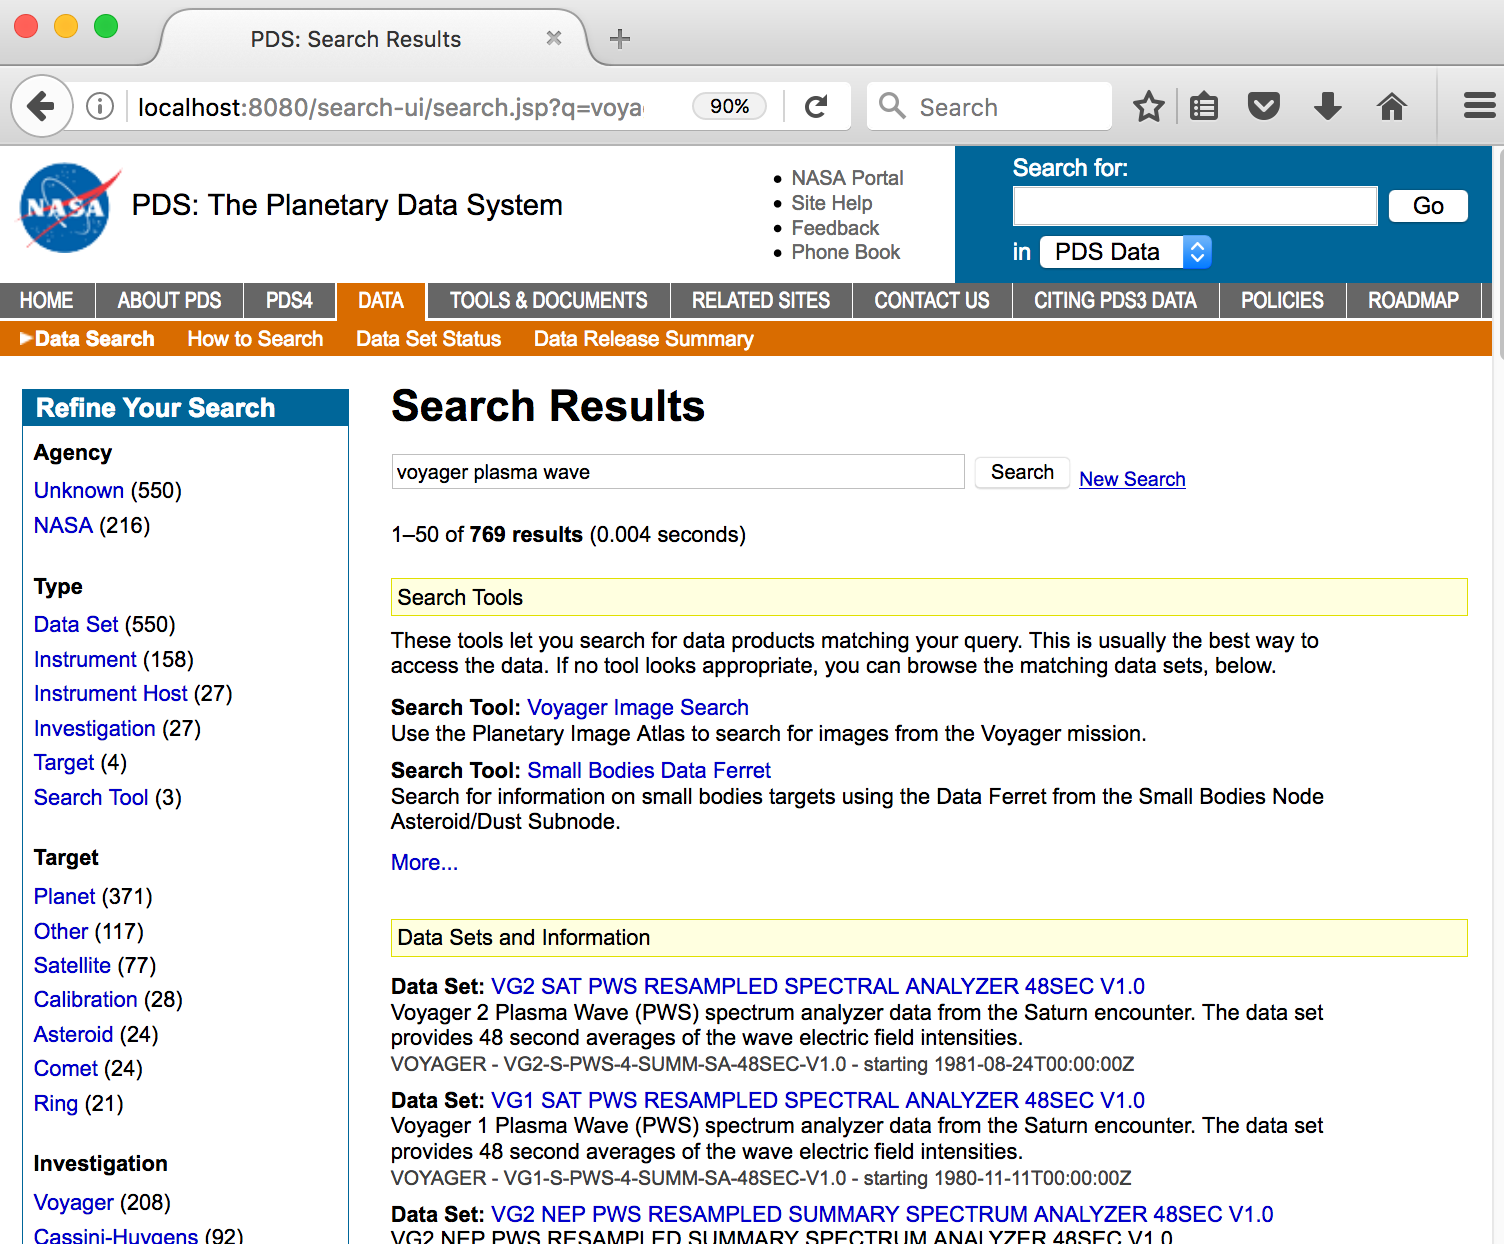 PDS: Search Results
localhost:8080/search-ui/search.jsp?q=voya
90%
Search
NASA
PDS: The Planetary Data System
NASA Portal
Site Help
Feedback
Phone Book
Search for:
Go
in PDS Data
HOME ABOUT PDS PDS4 DATA TOOLS & DOCUMENTS RELATED SITES CONTACT US CITING PDS3 DATA POLICIES ROADMAP
Data Search How to Search Data Set Status Data Release Summary
Refine Your Search
Agency
Unknown (550)
NASA (216)
Type
Data Set (550)
Instrument (158)
Instrument Host (27)
Investigation (27)
Target (4)
Search Tool (3)
Target
Planet (371)
Other (117)
Satellite (77)
Calibration (28)
Asteroid (24)
Comet (24)
Ring (21)
Investigation
Voyager (208)
Cassini-Huygens (92)
Search Results
voyager plasma wave
Search New Search
1–50 of 769 results (0.004 seconds)
Search Tools
These tools let you search for data products matching your query. This is usually the best way to
access the data. If no tool looks appropriate, you can browse the matching data sets, below.
Search Tool: Voyager Image Search
Use the Planetary Image Atlas to search for images from the Voyager mission.
Search Tool: Small Bodies Data Ferret
Search for information on small bodies targets using the Data Ferret from the Small Bodies Node
Asteroid/Dust Subnode.
More...
Data Sets and Information
Data Set: VG2 SAT PWS RESAMPLED SPECTRAL ANALYZER 48SEC V1.0
Voyager 2 Plasma Wave (PWS) spectrum analyzer data from the Saturn encounter. The data set
provides 48 second averages of the wave electric field intensities.
VOYAGER - VG2-S-PWS-4-SUMM-SA-48SEC-V1.0 - starting 1981-08-24T00:00:00Z
Data Set: VG1 SAT PWS RESAMPLED SPECTRAL ANALYZER 48SEC V1.0
Voyager 1 Plasma Wave (PWS) spectrum analyzer data from the Saturn encounter. The data set
provides 48 second averages of the wave electric field intensities.
VOYAGER - VG1-S-PWS-4-SUMM-SA-48SEC-V1.0 - starting 1980-11-11T00:00:00Z
Data Set: VG2 NEP PWS RESAMPLED SUMMARY SPECTRUM ANALYZER 48SEC V1.0
VG2 NEP PWS RESAMPLED SUMMARY SPECTRUM ANALYZER 48SEC V1.0